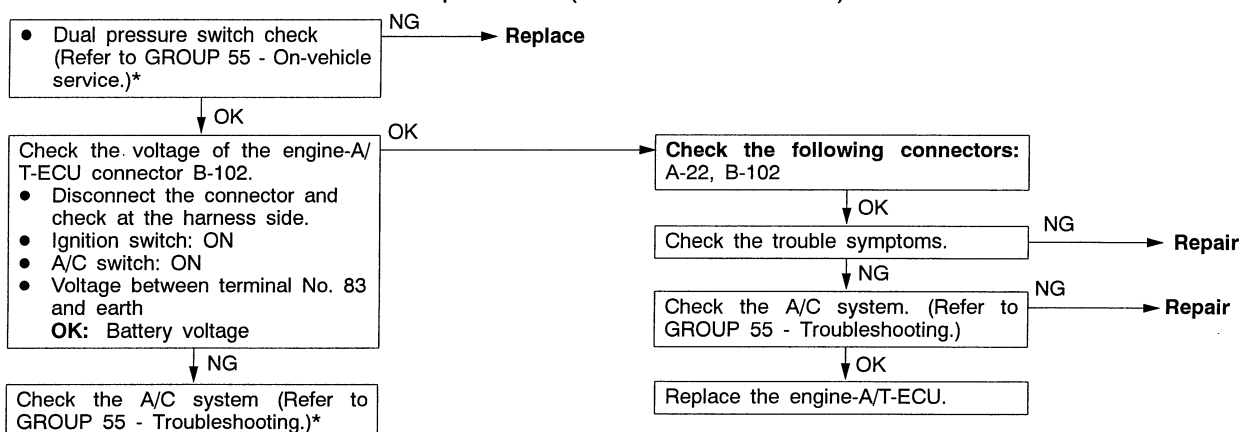 ● Dual pressure switch check
(Refer to GROUP 55 - On-vehicle
service.)*
NG
Replace
OK
Check the voltage of the engine-A/
T-ECU connector B-102.
● Disconnect the connector and
check at the harness side.
● Ignition switch: ON
● A/C switch: ON
● Voltage between terminal No. 83
and earth
OK: Battery voltage
OK
NG
Check the A/C system (Refer to
GROUP 55 - Troubleshooting.)*
Check the following connectors:
A-22, B-102
OK
Check the trouble symptoms.
NG
Repair
NG
Check the A/C system. (Refer to
GROUP 55 - Troubleshooting.)
NG
Repair
OK
Replace the engine-A/T-ECU.